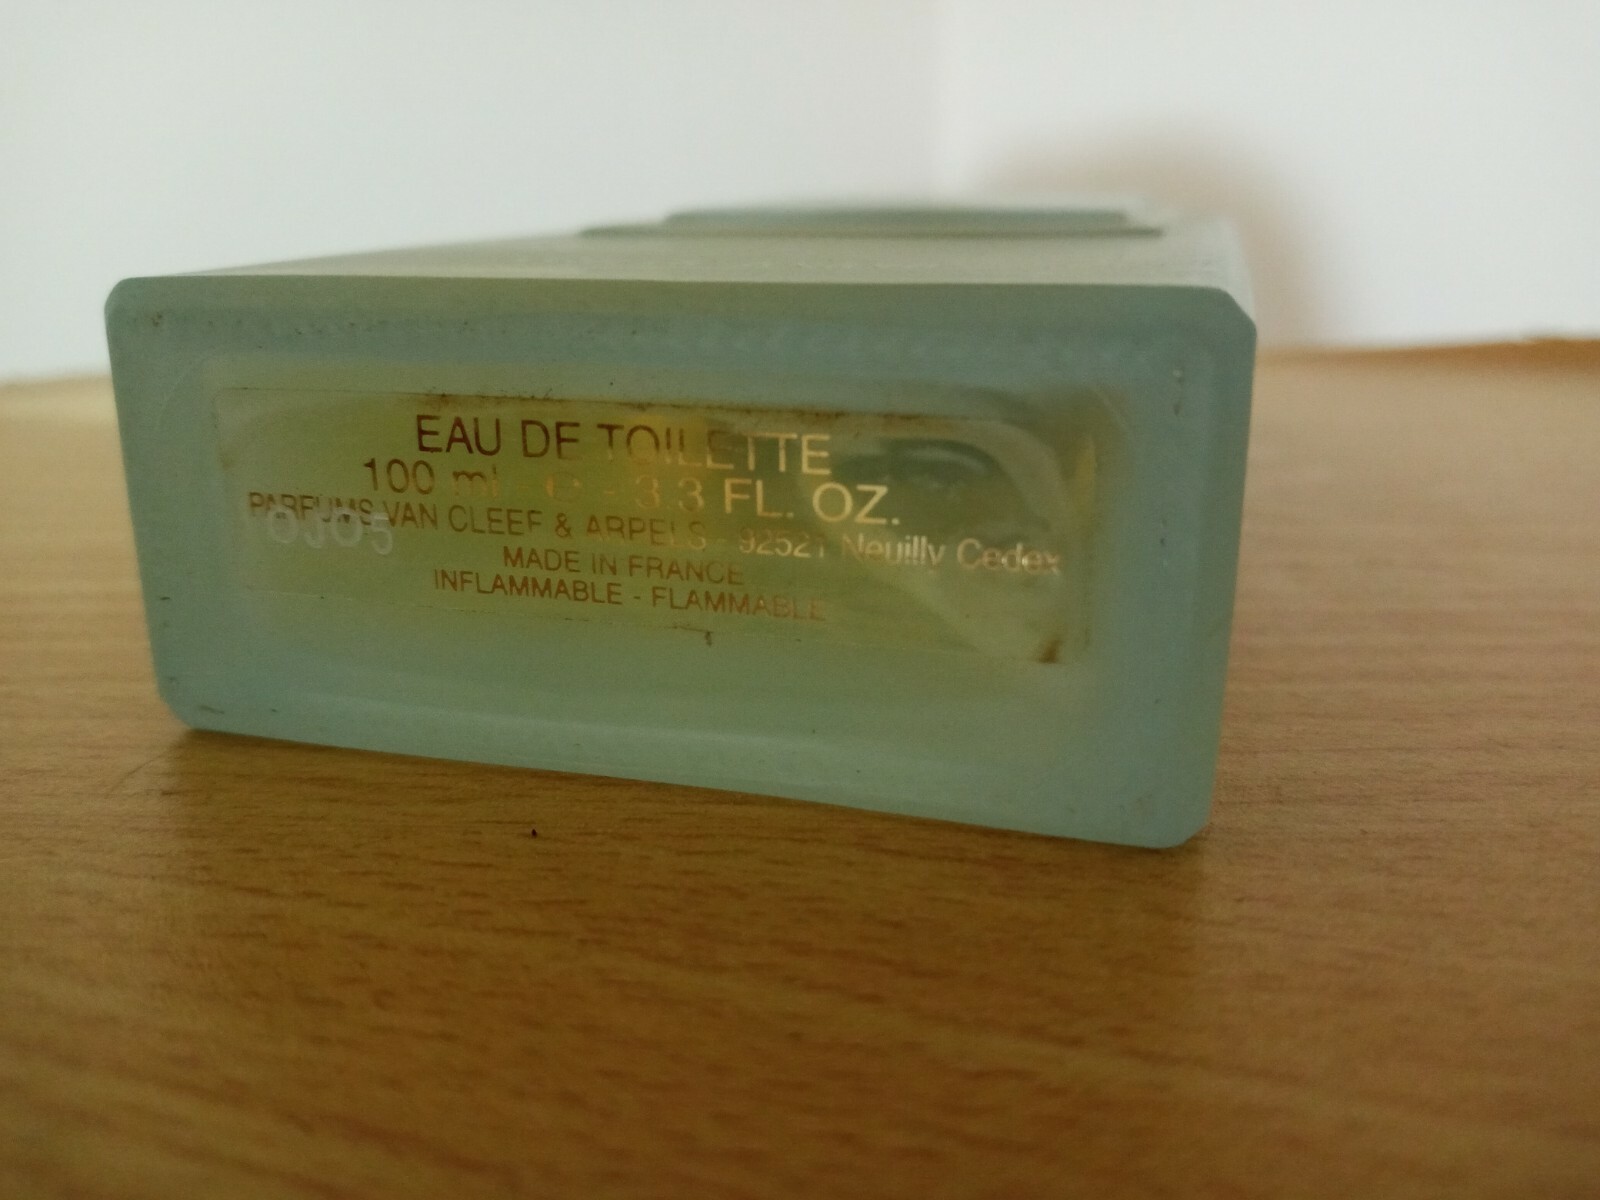 EAU DE TOILETTE
100 ml e - 3.3 FL. OZ.
PARFUMS VAN CLEEF & ARPELS - 92521 Neuilly Cedex
MADE IN FRANCE
INFLAMMABLE - FLAMMABLE